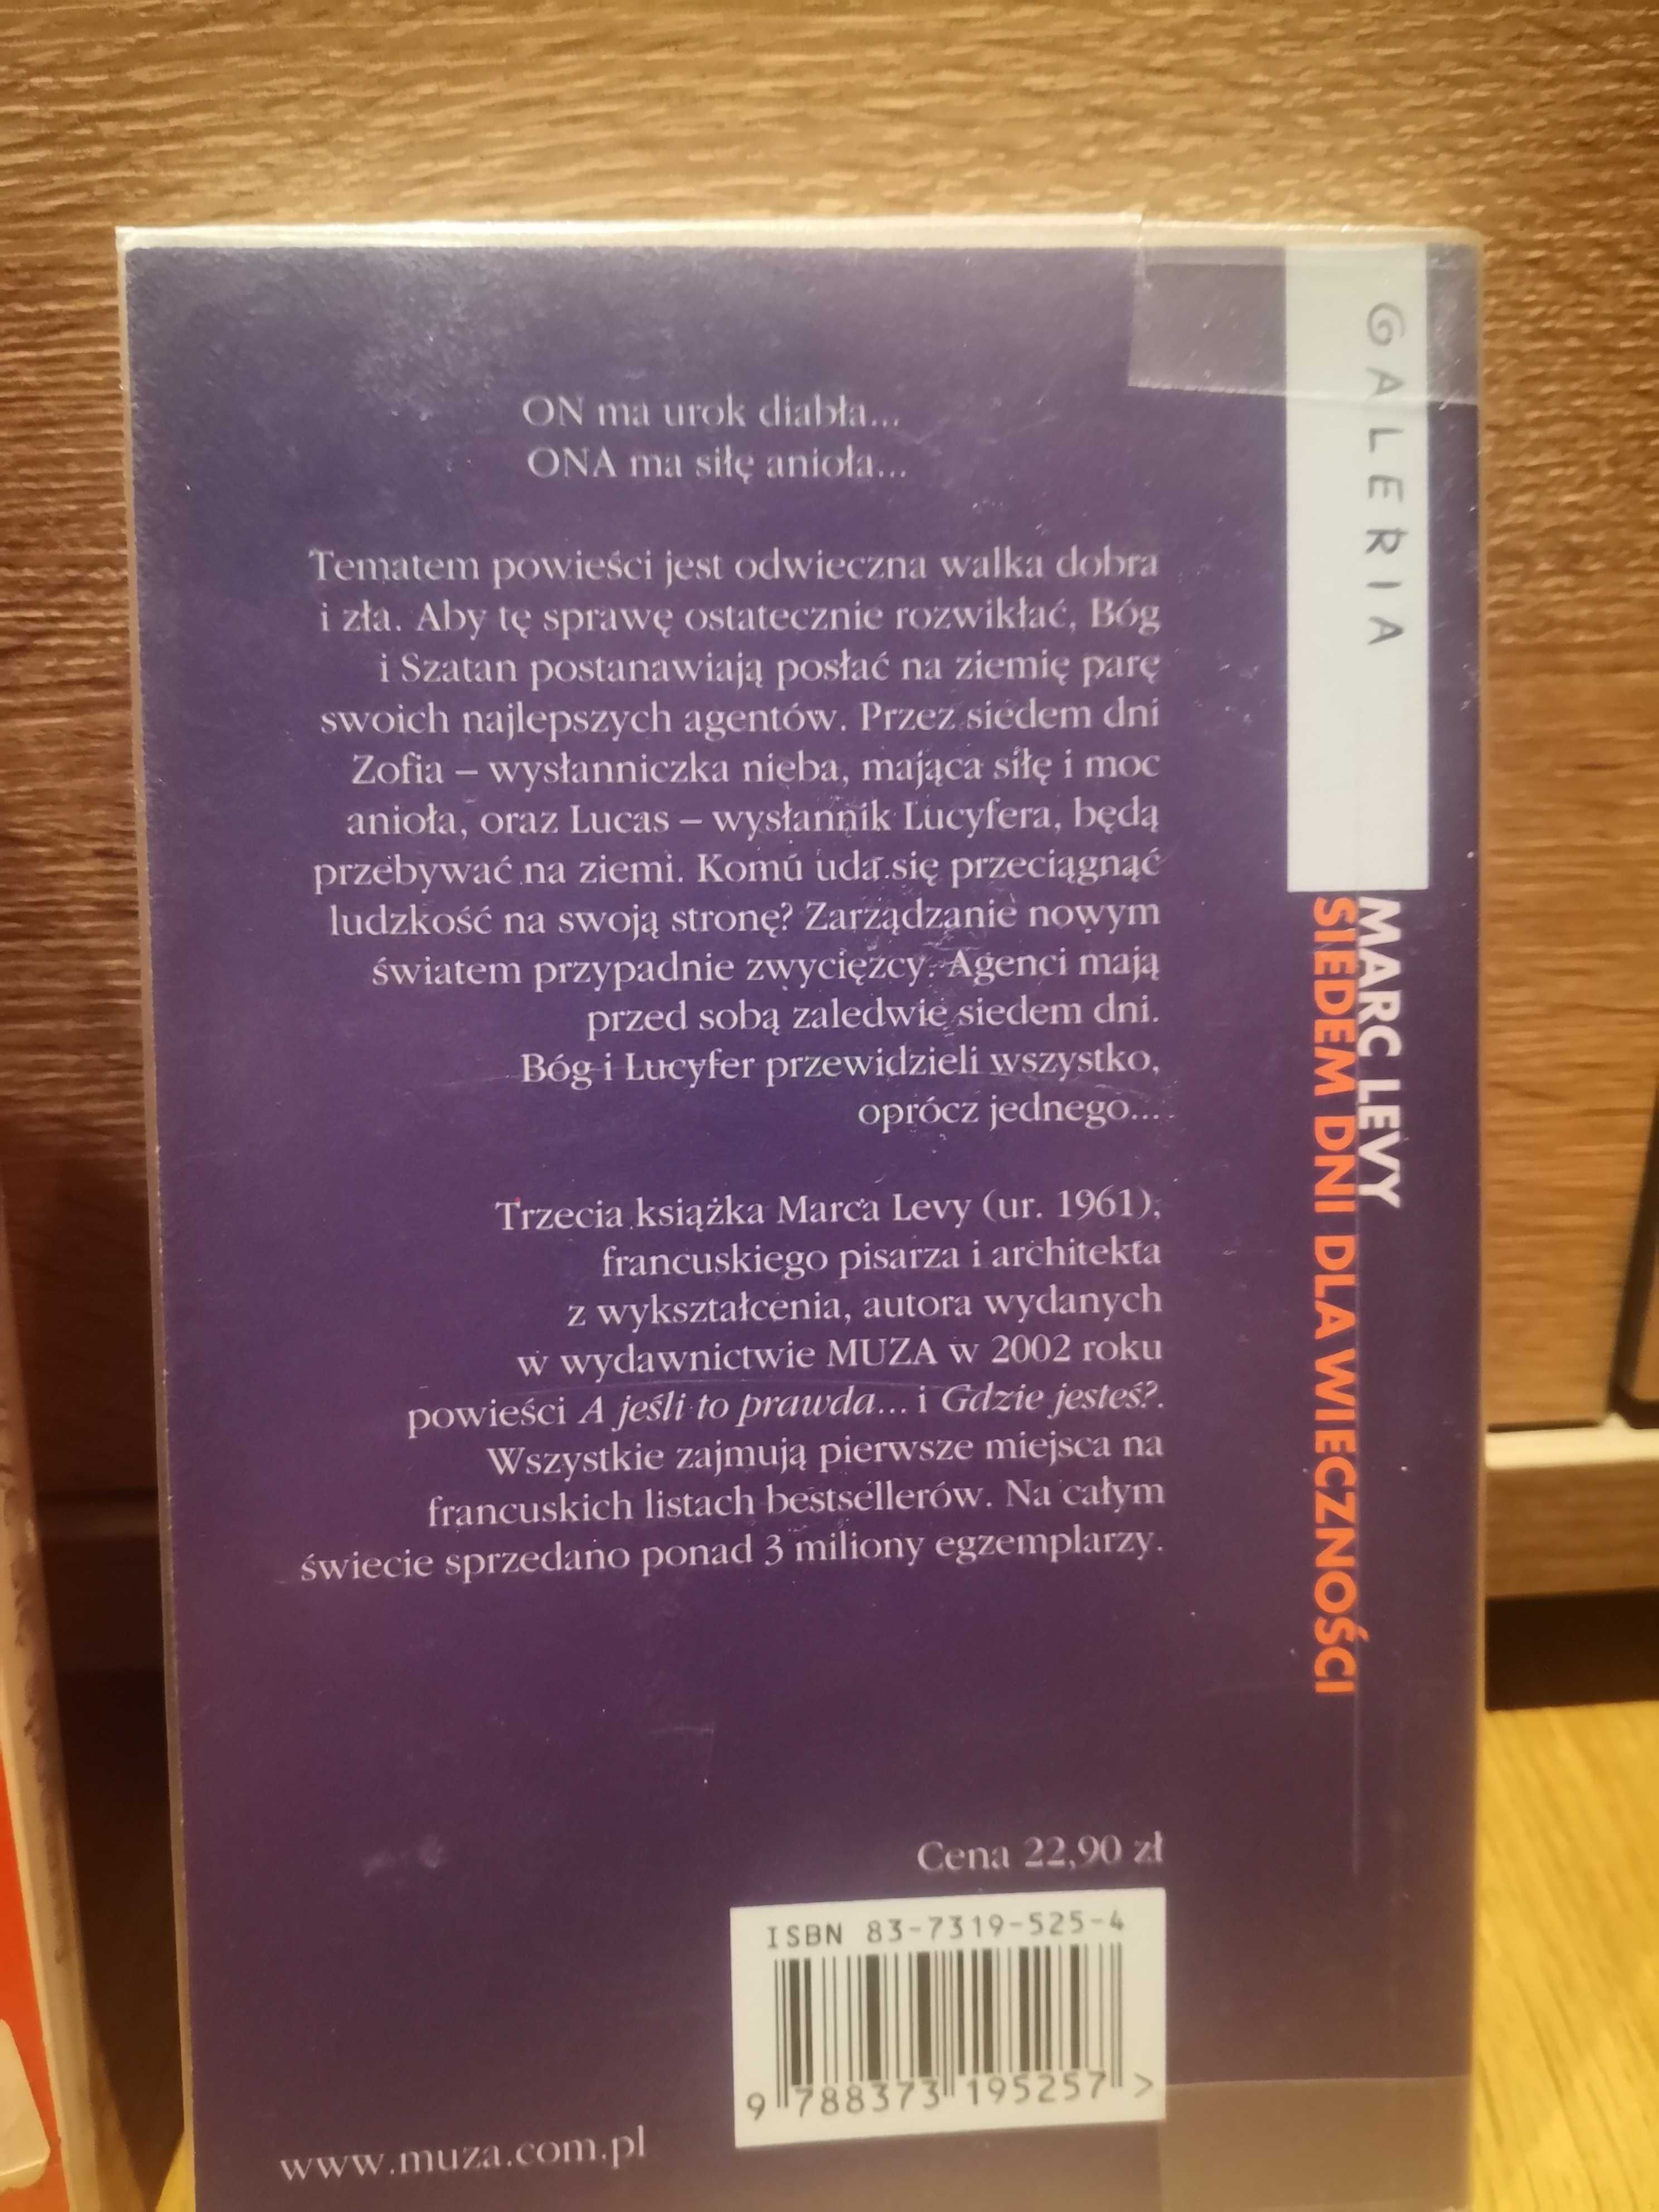 ON ma urok diabła...
ONA ma siłę anioła...
Tematem powieści jest odwieczna walka dobra
i zła. Aby tę sprawę ostatecznie rozwikłać, Bóg
i Szatan postanawiają posłać na ziemię parę
swoich najlepszych agentów. Przez siedem dni
Zofia – wysłanniczka nieba, mająca siłę i moc
anioła, oraz Lucas – wysłannik Lucyfera, będą
przebywać na ziemi. Komu uda się przeciągnąć
ludzkość na swoją stronę? Zarządzanie nowym
światem przypadnie zwycięzcy. Agenci mają
przed sobą zaledwie siedem dni.
Bóg i Lucyfer przewidzieli wszystko,
oprócz jednego...
Trzecia książka Marca Levy (ur. 1961),
francuskiego pisarza i architekta
z wykształcenia, autora wydanych
w wydawnictwie MUZA w 2002 roku
powieści A jeśli to prawda... i Gdzie jesteś?.
Wszystkie zajmują pierwsze miejsca na
francuskich listach bestsellerów. Na całym
świecie sprzedano ponad 3 miliony egzemplarzy.
Cena 22,90 zł
ISBN 83-7319-525-4
9 788373 195257 >
www.muza.com.pl
GALERIA
MARC LEVY
SIEDEM DNI DLA WIECZNOŚCI